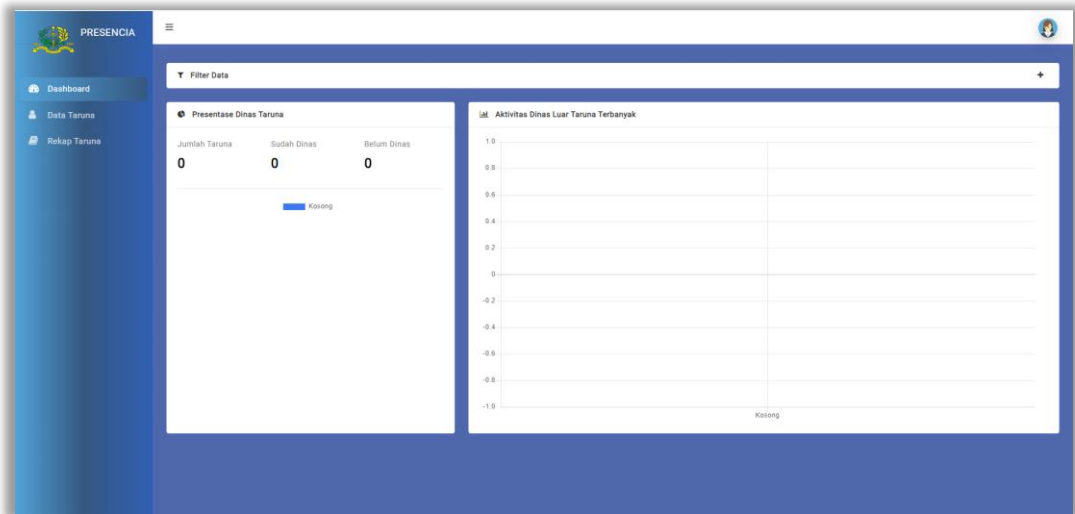 PRESENCIA
Dashboard
Data Taruna
Rekap Taruna
Filter Data
Presentase Dinas Taruna
Jumlah Taruna Sudah Dinas Belum Dinas
0 0 0
Kosong
Aktivitas Dinas Luar Taruna Terbanyak
1.0
0.8
0.6
0.4
0.2
0
-0.2
-0.4
-0.6
-0.8
-1.0
Kosong